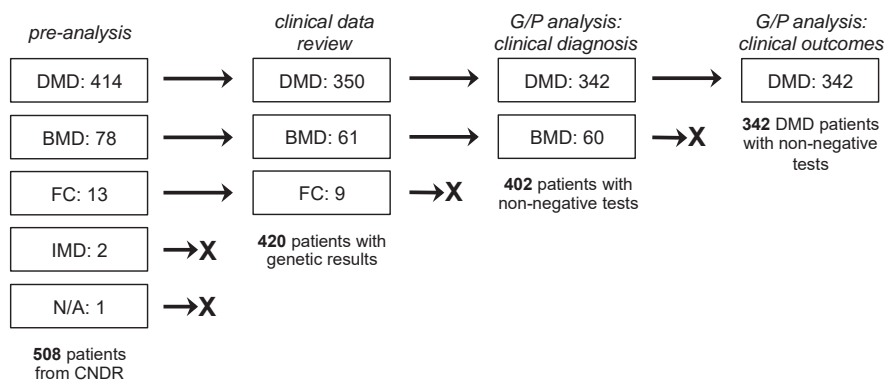 pre-analysis
DMD: 414
BMD: 78
FC: 13
IMD: 2
N/A: 1
508 patients
from CNDR
clinical data
review
DMD: 350
BMD: 61
FC: 9
X
X
420 patients with
genetic results
G/P analysis:
clinical diagnosis
DMD: 342
BMD: 60
X
402 patients with
non-negative tests
G/P analysis:
clinical outcomes
DMD: 342
X
342 DMD patients
with non-negative
tests